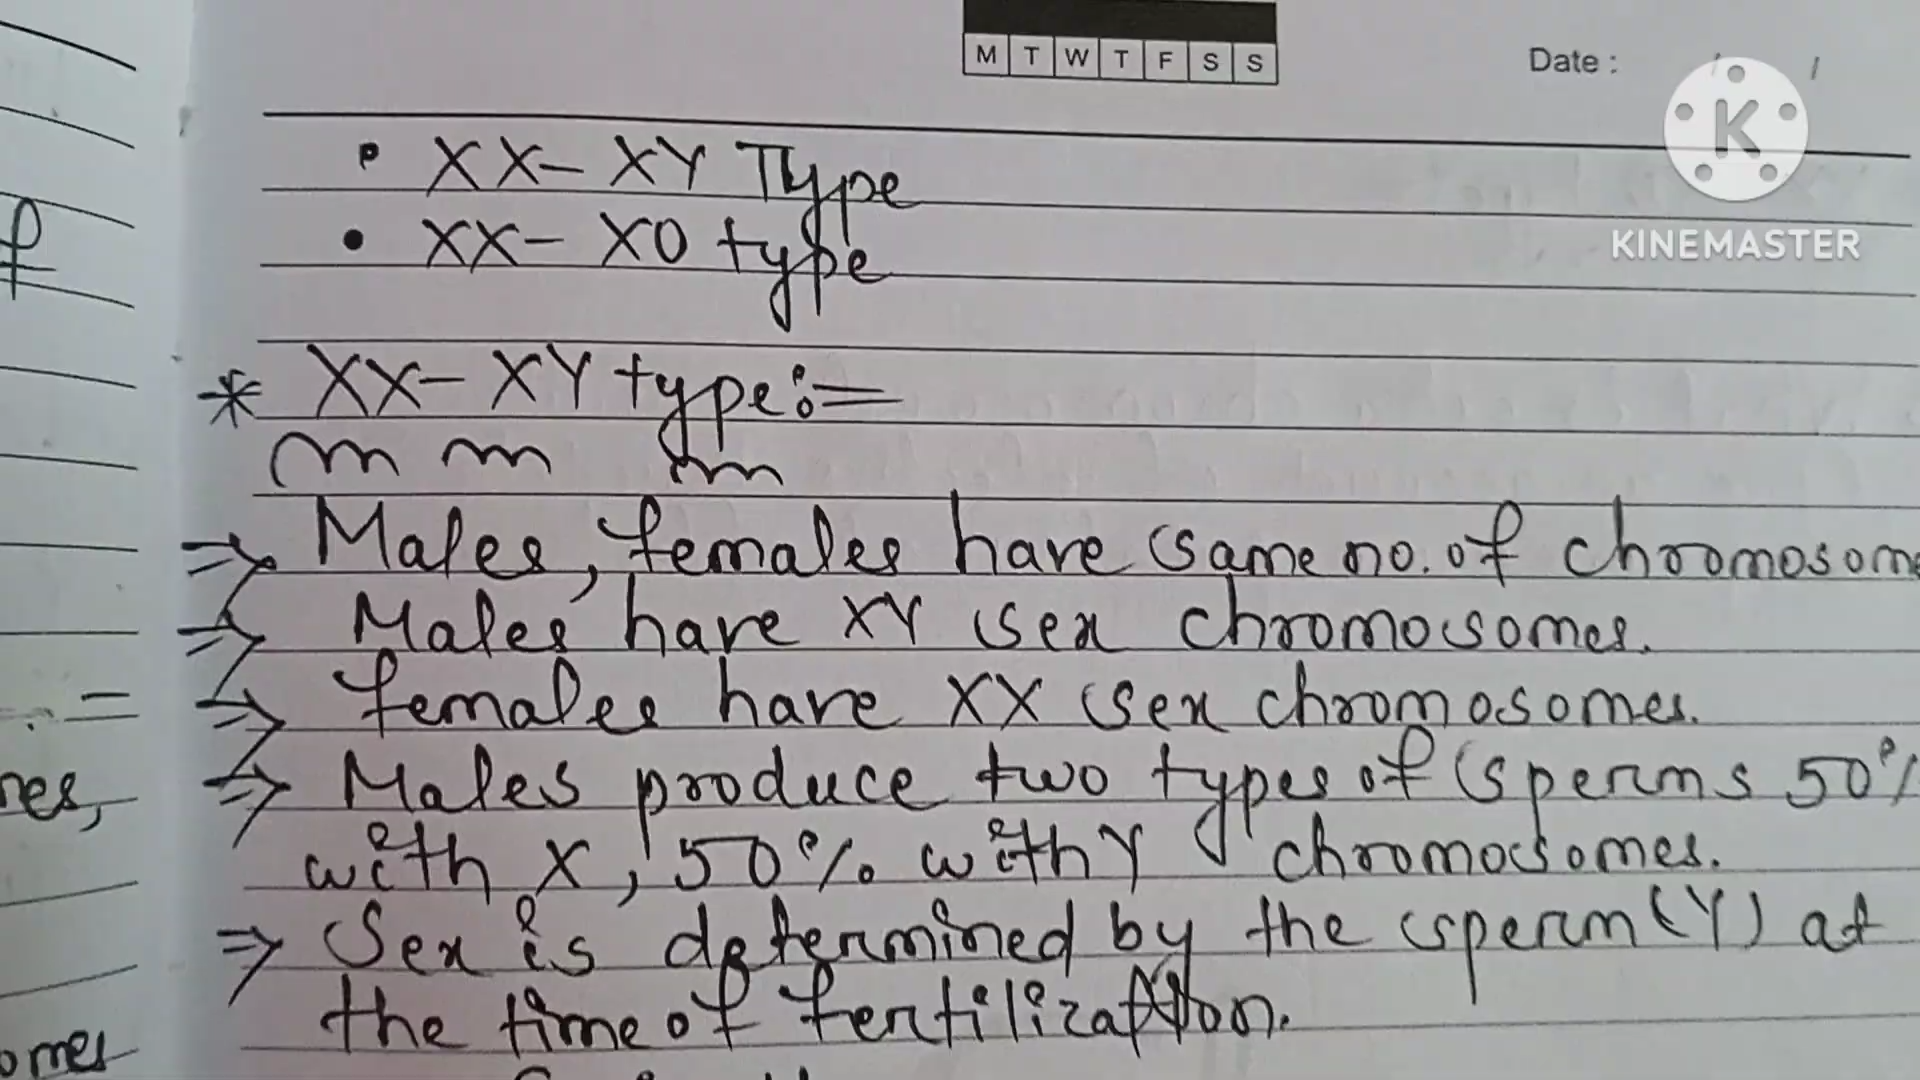 M T W T F S S
Date : / /
KINEMASTER
• XX- XY Type
• XX- XO type
* XX- XY type:=
⇒ Males, females have same no. of chromosome
⇒ Males have XY sex chromosomes.
⇒ females have XX sex chromosomes.
⇒ Males produce two types of sperms 50%
with X, 50% with Y chromosomes.
⇒ Sex is determined by the sperm (Y) at
the time of fertilization.